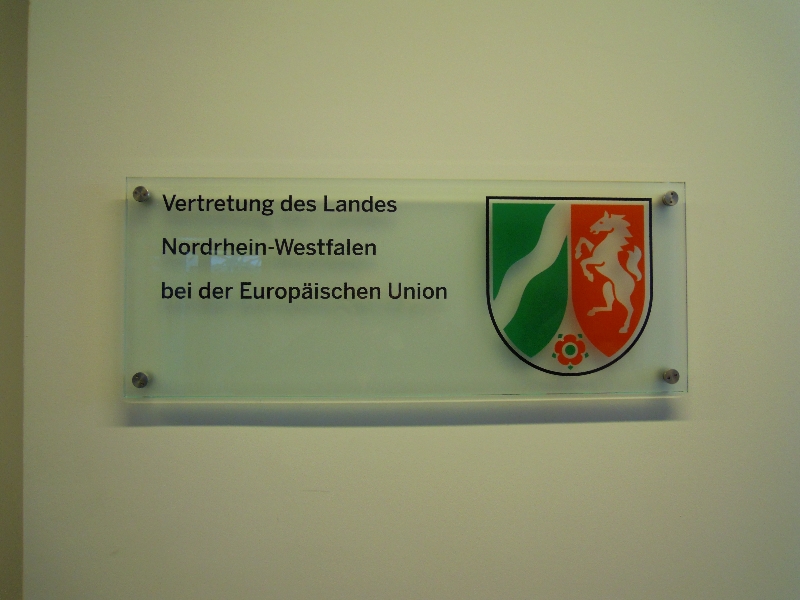 Vertretung des Landes
Nordrhein-Westfalen
bei der Europäischen Union